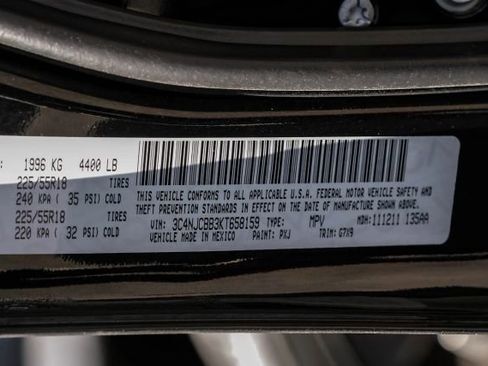 1996 KG 4400 LB
225/55R18 TIRES
240 KPA( 35 PSI) COLD
225/55R18 TIRES
220 KPA( 32 PSI) COLD
THIS VEHICLE CONFORMS TO ALL APPLICABLE U.S.A. FEDERAL MOTOR VEHICLE SAFETY AND
THEFT PREVENTION STANDARDS IN EFFECT ON THE DATE OF MANUFACTURE SHOWN ABOVE.
VIN: 3C4NJCBB3KT658159 TYPE: MPV MDH:111211 135AA
VEHICLE MADE IN MEXICO PAINT: PXJ TRIM: G7X9